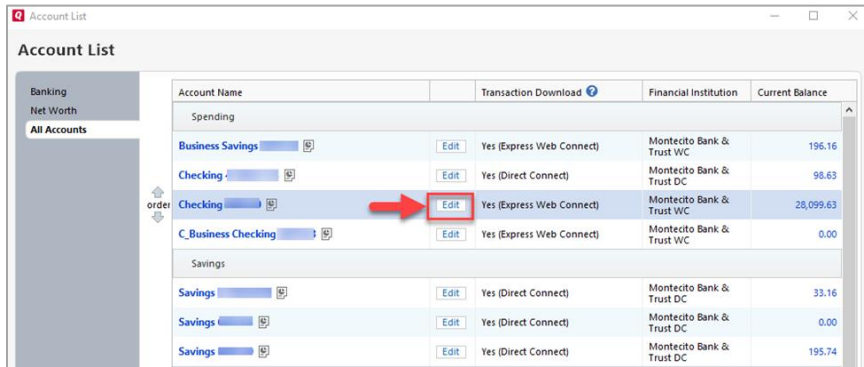 Account List
Account List
Banking
Net Worth
All Accounts
order
Account Name Transaction Download ? Financial Institution Current Balance
Spending
Business Savings Edit Yes (Express Web Connect) Montecito Bank & Trust WC 196.16
Checking Edit Yes (Direct Connect) Montecito Bank & Trust DC 98.63
Checking Edit Yes (Express Web Connect) Montecito Bank & Trust WC 28,099.63
C_Business Checking Edit Yes (Express Web Connect) Montecito Bank & Trust WC 0.00
Savings
Savings Edit Yes (Direct Connect) Montecito Bank & Trust DC 33.16
Savings Edit Yes (Direct Connect) Montecito Bank & Trust DC 0.00
Savings Edit Yes (Direct Connect) Montecito Bank & Trust DC 195.74